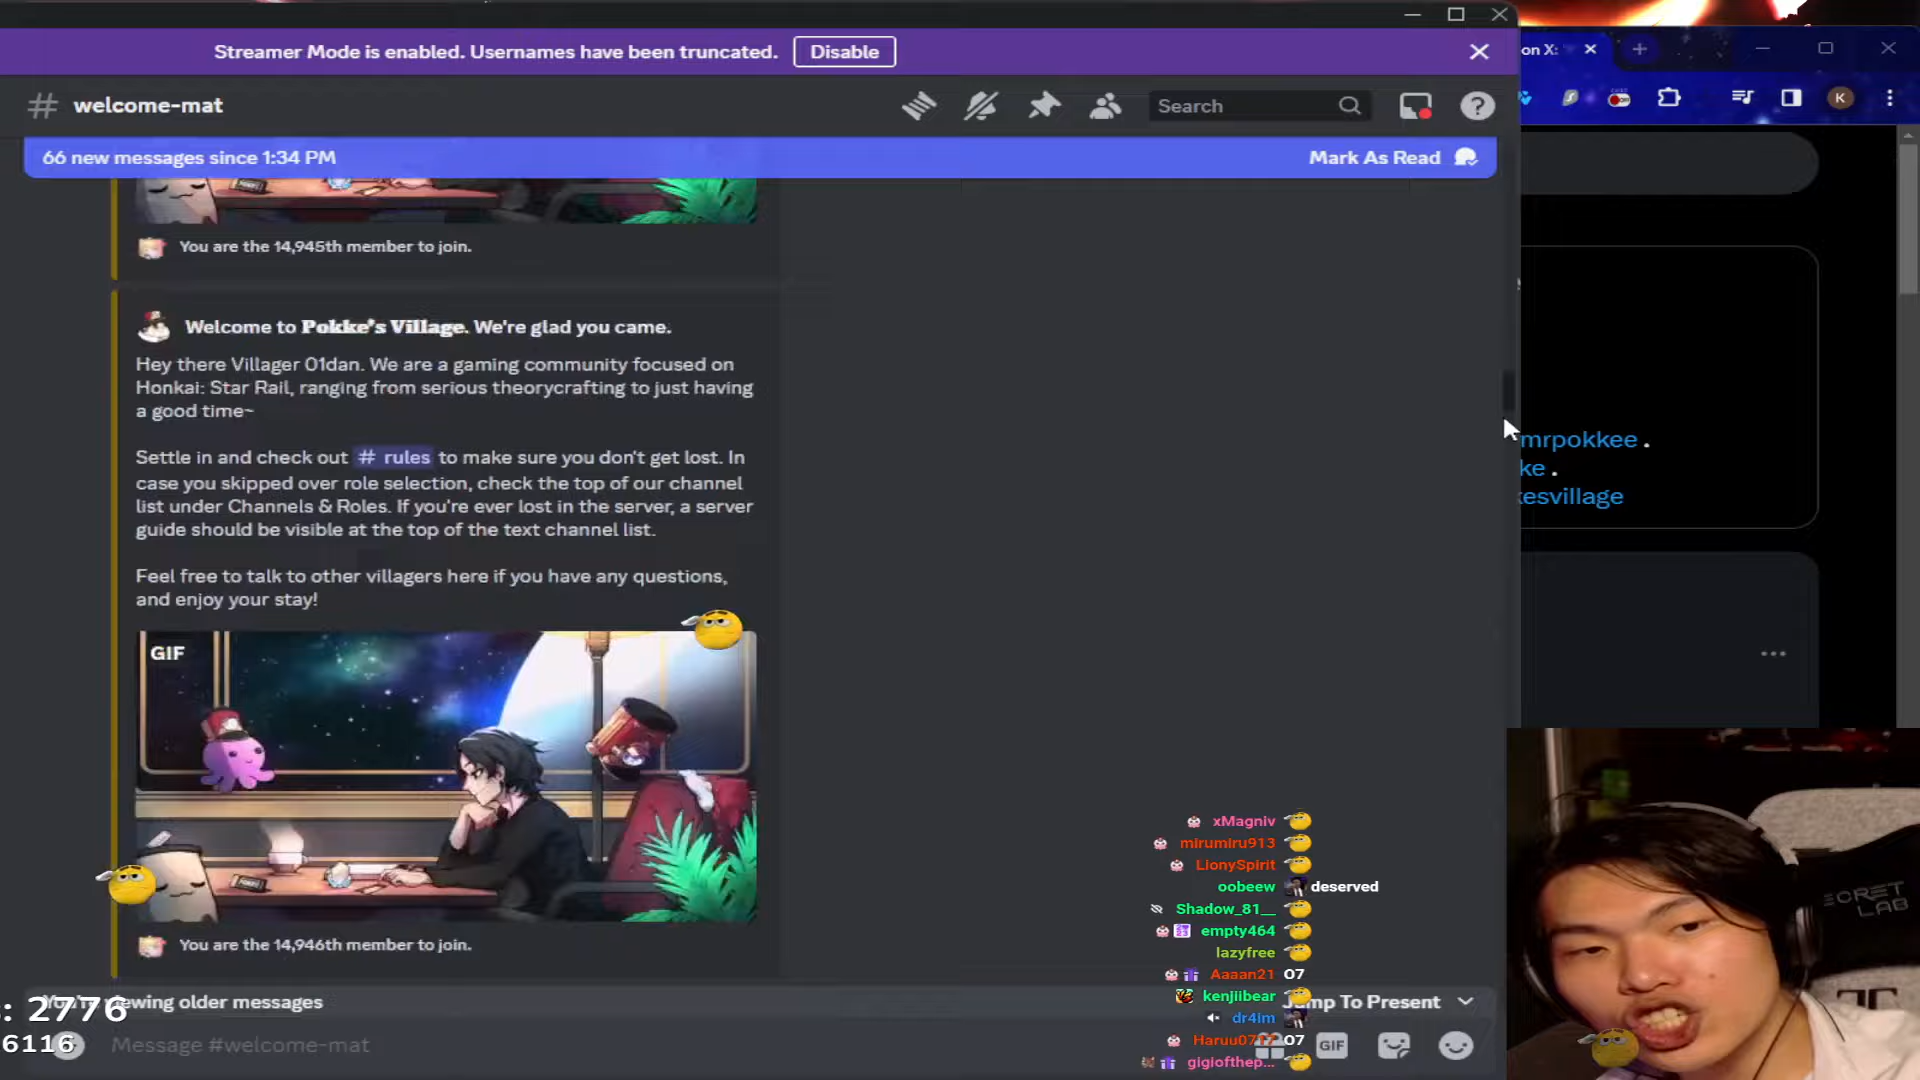 Streamer Mode is enabled. Usernames have been truncated.
Disable
on X:
# welcome-mat
Search
K
66 new messages since 1:34 PM
Mark As Read
You are the 14,945th member to join.
Welcome to Pokke's Village. We're glad you came.
Hey there Villager 01dan. We are a gaming community focused on
Honkai: Star Rail, ranging from serious theorycrafting to just having
a good time~
Settle in and check out # rules to make sure you don't get lost. In
case you skipped over role selection, check the top of our channel
list under Channels & Roles. If you're ever lost in the server, a server
guide should be visible at the top of the text channel list.
Feel free to talk to other villagers here if you have any questions,
and enjoy your stay!
GIF
You are the 14,946th member to join.
mrpokkee .
ke .
kesvillage
xMagniv
mirumiru913
LionySpirit
oobeew deserved
Shadow_81__
empty464
lazyfree
Aaaan21 07
kenjiibear
dr4lm
Haruu0717 07
gigiofthep...
: 2776
6116
viewing older messages
Jump To Present
Message #welcome-mat
GIF
SECRET
LAB